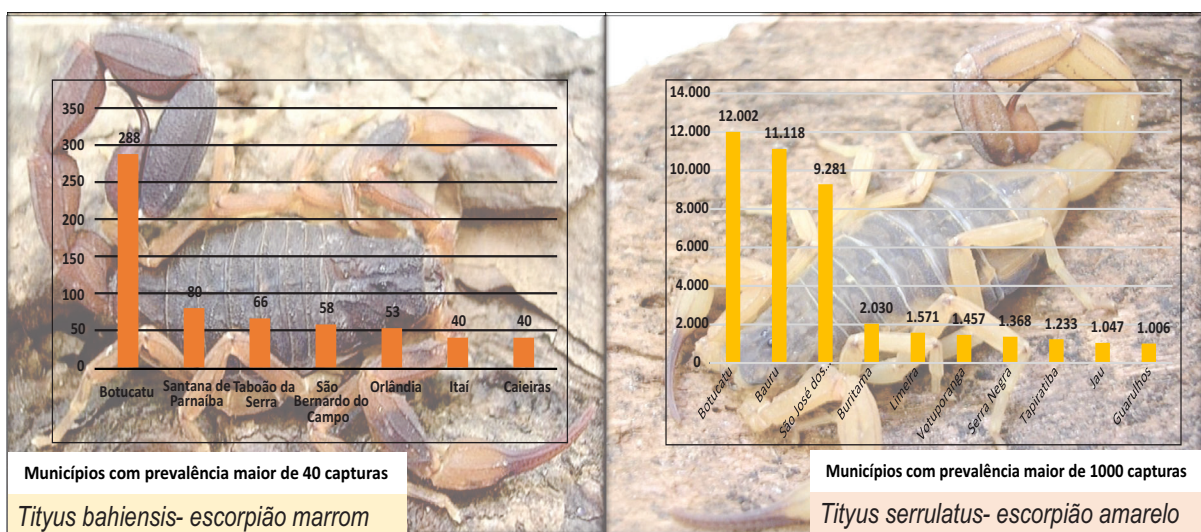 350
300
250
200
150
100
50
0
288
80
66
58
53
40
40
Botucatu
Santana de
Parnaíba
Taboão da
Serra
São
Bernardo do
Campo
Orlândia
Itaí
Caieiras
Municípios com prevalência maior de 40 capturas
Tityus bahiensis- escorpião marrom
14.000
12.000
10.000
8.000
6.000
4.000
2.000
0
12.002
11.118
9.281
2.030
1.571
1.457
1.368
1.233
1.047
1.006
Botucatu
Bauru
São José dos...
Buritama
Limeira
Votuporanga
Serra Negra
Tapiratiba
Jau
Guarulhos
Municípios com prevalência maior de 1000 capturas
Tityus serrulatus- escorpião amarelo